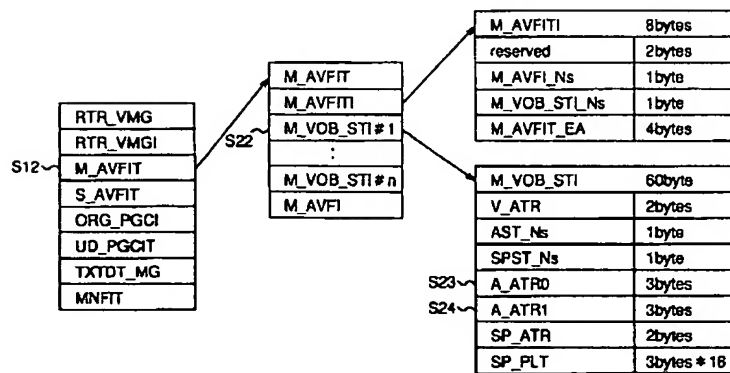 RTR_VMG
RTR_VMGI
S12 M_AVFIT
S_AVFIT
ORG_PGCI
UD_PGCIT
TXTDT_MG
MNFIT
M_AVFIT
M_AVFITI
S22 M_VOB_STI#1
:
M_VOB_STI#n
M_AVFI
M_AVFITI 8bytes
reserved 2bytes
M_AVFI_Ns 1byte
M_VOB_STI_Ns 1byte
M_AVFIT_EA 4bytes
M_VOB_STI 60byte
V_ATR 2bytes
AST_Ns 1byte
SPST_Ns 1byte
S23 A_ATR0 3bytes
S24 A_ATR1 3bytes
SP_ATR 2bytes
SP_PLT 3bytes*16